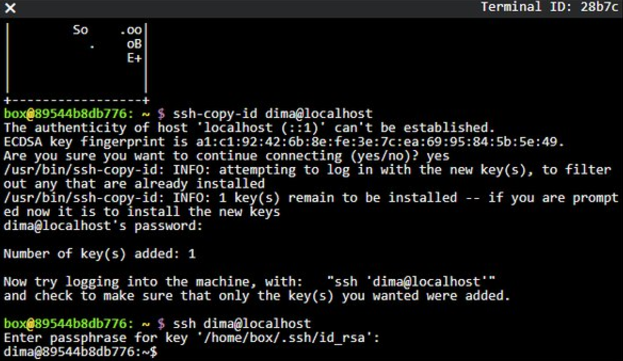 Terminal ID: 28b7c
|        So    .oo|
|          .    oB|
|               E+|
|                 |
|                 |
+-----------------+
box@89544b8db776: ~ $ ssh-copy-id dima@localhost
The authenticity of host 'localhost (::1)' can't be established.
ECDSA key fingerprint is a1:c1:92:42:6b:8e:fe:3e:7c:ea:69:95:84:5b:5e:49.
Are you sure you want to continue connecting (yes/no)? yes
/usr/bin/ssh-copy-id: INFO: attempting to log in with the new key(s), to filter
out any that are already installed
/usr/bin/ssh-copy-id: INFO: 1 key(s) remain to be installed -- if you are prompt
ed now it is to install the new keys
dima@localhost's password:
Number of key(s) added: 1
Now try logging into the machine, with:   "ssh 'dima@localhost'"
and check to make sure that only the key(s) you wanted were added.
box@89544b8db776: ~ $ ssh dima@localhost
Enter passphrase for key '/home/box/.ssh/id_rsa':
dima@89544b8db776:~$